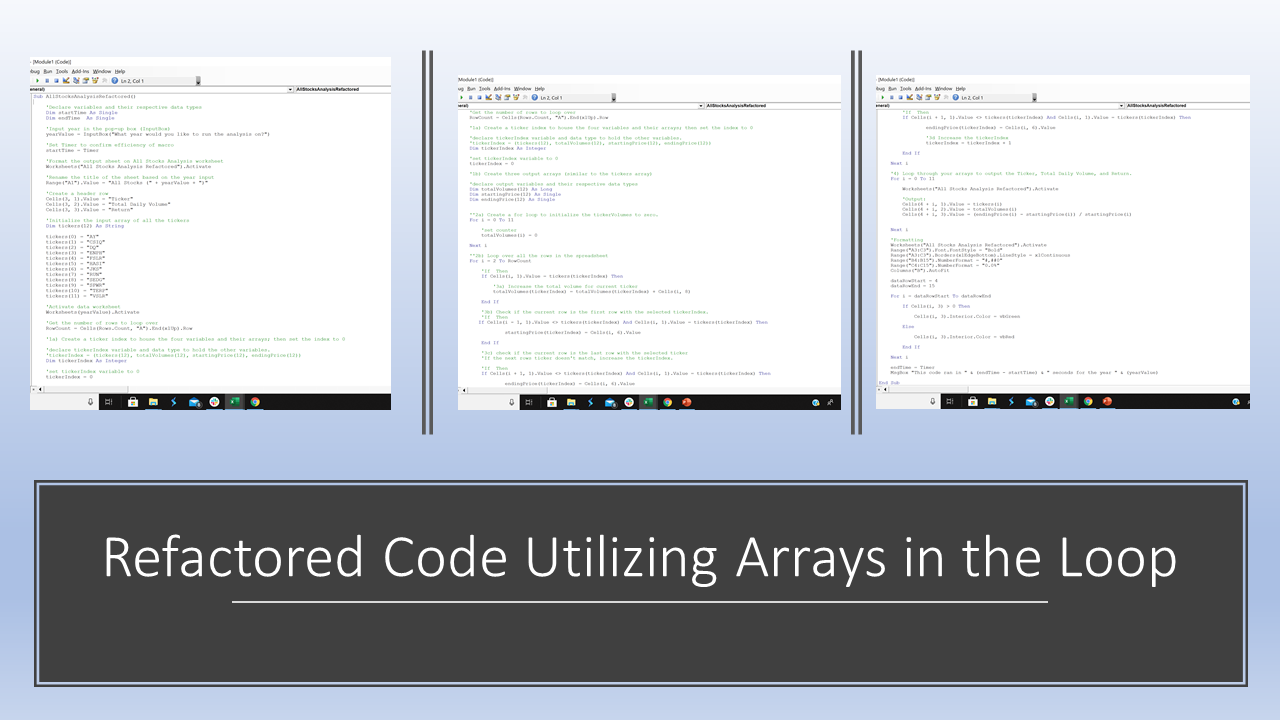 - [Module1 (Code)]
bug Run Tools Add-Ins Window Help
Ln 2, Col 1
eneral) AllStocksAnalysisRefactored
Sub AllStocksAnalysisRefactored()
'Declare variables and their respective data types
Dim startTime As Single
Dim endTime As Single
'Input year in the pop-up box (InputBox)
yearValue = InputBox("What year would you like to run the analysis on?")
'Set Timer to confirm efficiency of macro
startTime = Timer
'Format the output sheet on All Stocks Analysis worksheet
Worksheets("All Stocks Analysis Refactored").Activate
'Rename the title of the sheet based on the year input
Range("A1").Value = "All Stocks (" + yearValue + ")"
'Create a header row
Cells(3, 1).Value = "Ticker"
Cells(3, 2).Value = "Total Daily Volume"
Cells(3, 3).Value = "Return"
'Initialize the input array of all the tickers
Dim tickers(12) As String
tickers(0) = "AY"
tickers(1) = "CSIQ"
tickers(2) = "DQ"
tickers(3) = "ENPH"
tickers(4) = "FSLR"
tickers(5) = "HASI"
tickers(6) = "JKS"
tickers(7) = "RUN"
tickers(8) = "SEDG"
tickers(9) = "SPWR"
tickers(10) = "TERP"
tickers(11) = "VSLR"
'Activate data worksheet
Worksheets(yearValue).Activate
'Get the number of rows to loop over
RowCount = Cells(Rows.Count, "A").End(xlUp).Row
'1a) Create a ticker index to house the four variables and their arrays; then set the index to 0
'declare tickerIndex variable and data type to hold the other variables.
'tickerIndex = (tickers(12), totalVolumes(12), startingPrice(12), endingPrice(12))
Dim tickerIndex As Integer
'set tickerIndex variable to 0
tickerIndex = 0
[Module1 (Code)]
bug Run Tools Add-Ins Window Help
Ln 2, Col 1
eral) AllStocksAnalysisRefactored
'Get the number of rows to loop over
RowCount = Cells(Rows.Count, "A").End(xlUp).Row
'1a) Create a ticker index to house the four variables and their arrays; then set the index to 0
'declare tickerIndex variable and data type to hold the other variables.
'tickerIndex = (tickers(12), totalVolumes(12), startingPrice(12), endingPrice(12))
Dim tickerIndex As Integer
'set tickerIndex variable to 0
tickerIndex = 0
'1b) Create three output arrays (similar to the tickers array)
'declare output variables and their respective data types
Dim totalVolumes(12) As Long
Dim startingPrice(12) As Single
Dim endingPrice(12) As Single
''2a) Create a for loop to initialize the tickerVolumes to zero.
For i = 0 To 11
'set counter
totalVolumes(i) = 0
Next i
''2b) Loop over all the rows in the spreadsheet
For i = 2 To RowCount
'If Then
If Cells(i, 1).Value = tickers(tickerIndex) Then
'3a) Increase the total volume for current ticker
totalVolumes(tickerIndex) = totalVolumes(tickerIndex) + Cells(i, 8)
End If
'3b) Check if the current row is the first row with the selected tickerIndex.
'If Then
If Cells(i - 1, 1).Value <> tickers(tickerIndex) And Cells(i, 1).Value = tickers(tickerIndex) Then
startingPrice(tickerIndex) = Cells(i, 6).Value
End If
'3c) check if the current row is the last row with the selected ticker
'If the next rows ticker doesn't match, increase the tickerIndex.
'If Then
If Cells(i + 1, 1).Value <> tickers(tickerIndex) And Cells(i, 1).Value = tickers(tickerIndex) Then
endingPrice(tickerIndex) = Cells(i, 6).Value
[Module1 (Code)]
bug Run Tools Add-Ins Window Help
Ln 2, Col 1
eneral) AllStocksAnalysisRefactored
'If Then
If Cells(i + 1, 1).Value <> tickers(tickerIndex) And Cells(i, 1).Value = tickers(tickerIndex) Then
endingPrice(tickerIndex) = Cells(i, 6).Value
'3d Increase the tickerIndex
tickerIndex = tickerIndex + 1
End If
Next i
'4) Loop through your arrays to output the Ticker, Total Daily Volume, and Return.
For i = 0 To 11
Worksheets("All Stocks Analysis Refactored").Activate
'Output:
Cells(4 + i, 1).Value = tickers(i)
Cells(4 + i, 2).Value = totalVolumes(i)
Cells(4 + i, 3).Value = (endingPrice(i) - startingPrice(i)) / startingPrice(i)
Next i
'Formatting
Worksheets("All Stocks Analysis Refactored").Activate
Range("A3:C3").Font.FontStyle = "Bold"
Range("A3:C3").Borders(xlEdgeBottom).LineStyle = xlContinuous
Range("B4:B15").NumberFormat = "#,##0"
Range("C4:C15").NumberFormat = "0.0%"
Columns("B").AutoFit
dataRowStart = 4
dataRowEnd = 15
For i = dataRowStart To dataRowEnd
If Cells(i, 3) > 0 Then
Cells(i, 3).Interior.Color = vbGreen
Else
Cells(i, 3).Interior.Color = vbRed
End If
Next i
endTime = Timer
MsgBox "This code ran in " & (endTime - startTime) & " seconds for the year " & (yearValue)
End Sub
Refactored Code Utilizing Arrays in the Loop